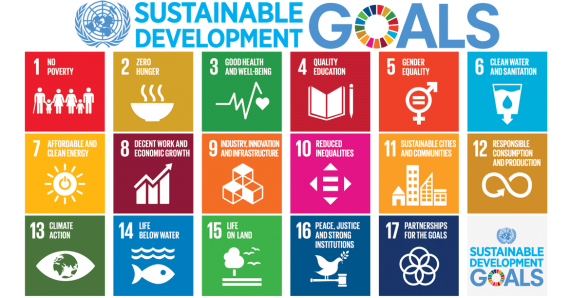 SUSTAINABLE
DEVELOPMENT
GOALS
1 NO
POVERTY
2 ZERO
HUNGER
3 GOOD HEALTH
AND WELL-BEING
4 QUALITY
EDUCATION
5 GENDER
EQUALITY
6 CLEAN WATER
AND SANITATION
7 AFFORDABLE AND
CLEAN ENERGY
8 DECENT WORK AND
ECONOMIC GROWTH
9 INDUSTRY, INNOVATION
AND INFRASTRUCTURE
10 REDUCED
INEQUALITIES
11 SUSTAINABLE CITIES
AND COMMUNITIES
12 RESPONSIBLE
CONSUMPTION
AND PRODUCTION
13 CLIMATE
ACTION
14 LIFE
BELOW WATER
15 LIFE
ON LAND
16 PEACE, JUSTICE
AND STRONG
INSTITUTIONS
17 PARTNERSHIPS
FOR THE GOALS
SUSTAINABLE
DEVELOPMENT
GOALS